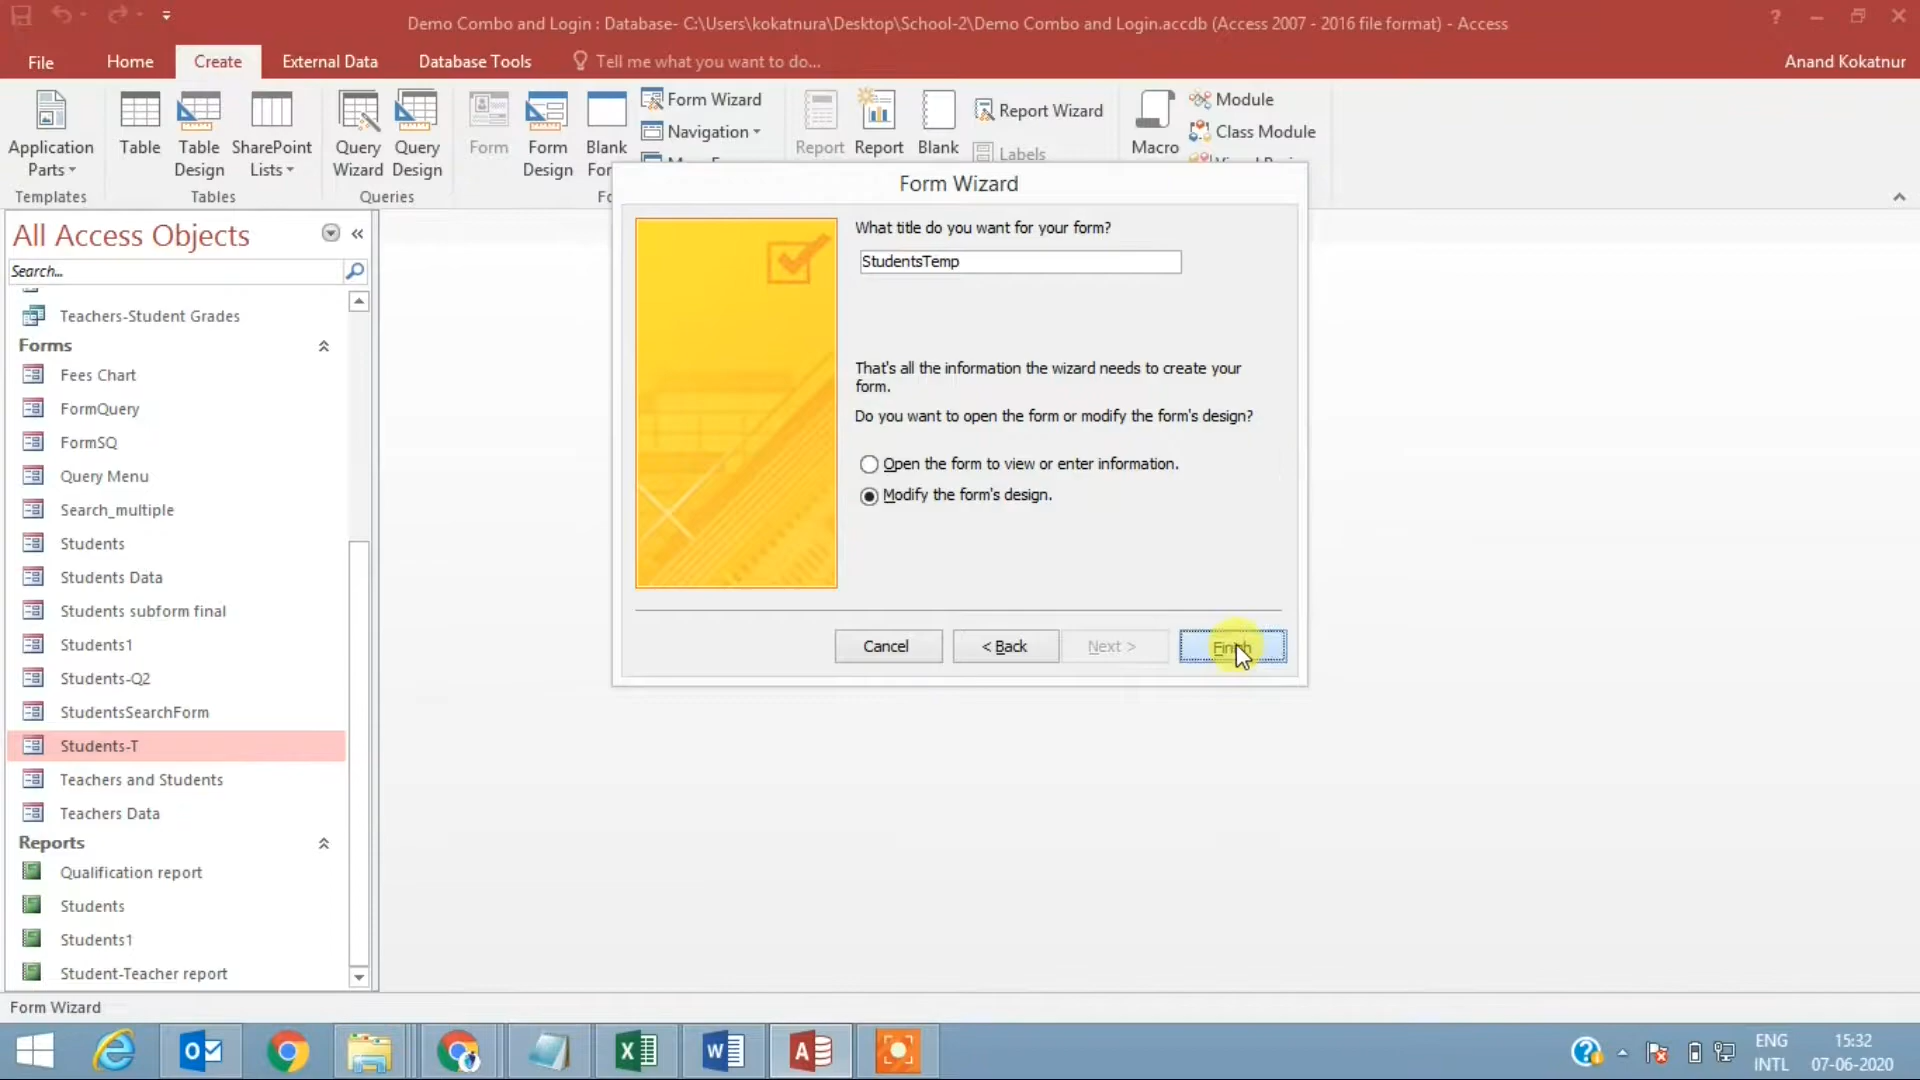 Demo Combo and Login : Database- C:\Users\kokatnura\Desktop\School-2\Demo Combo and Login.accdb (Access 2007 - 2016 file format) - Access
?
File
Home
Create
External Data
Database Tools
Tell me what you want to do...
Anand Kokatnur
Application Parts
Table
Table Design
SharePoint Lists
Query Wizard
Query Design
Form
Form Design
Blank
Form Wizard
Navigation
Report
Report
Blank
Report Wizard
Labels
Macro
Module
Class Module
Templates
Tables
Queries
All Access Objects
Search...
Teachers-Student Grades
Forms
Fees Chart
FormQuery
FormSQ
Query Menu
Search_multiple
Students
Students Data
Students subform final
Students1
Students-Q2
StudentsSearchForm
Students-T
Teachers and Students
Teachers Data
Reports
Qualification report
Students
Students1
Student-Teacher report
Form Wizard
What title do you want for your form?
StudentsTemp
That's all the information the wizard needs to create your
form.
Do you want to open the form or modify the form's design?
Open the form to view or enter information.
Modify the form's design.
Cancel
< Back
Next >
Finish
Form Wizard
ENG
INTL
15:32
07-06-2020